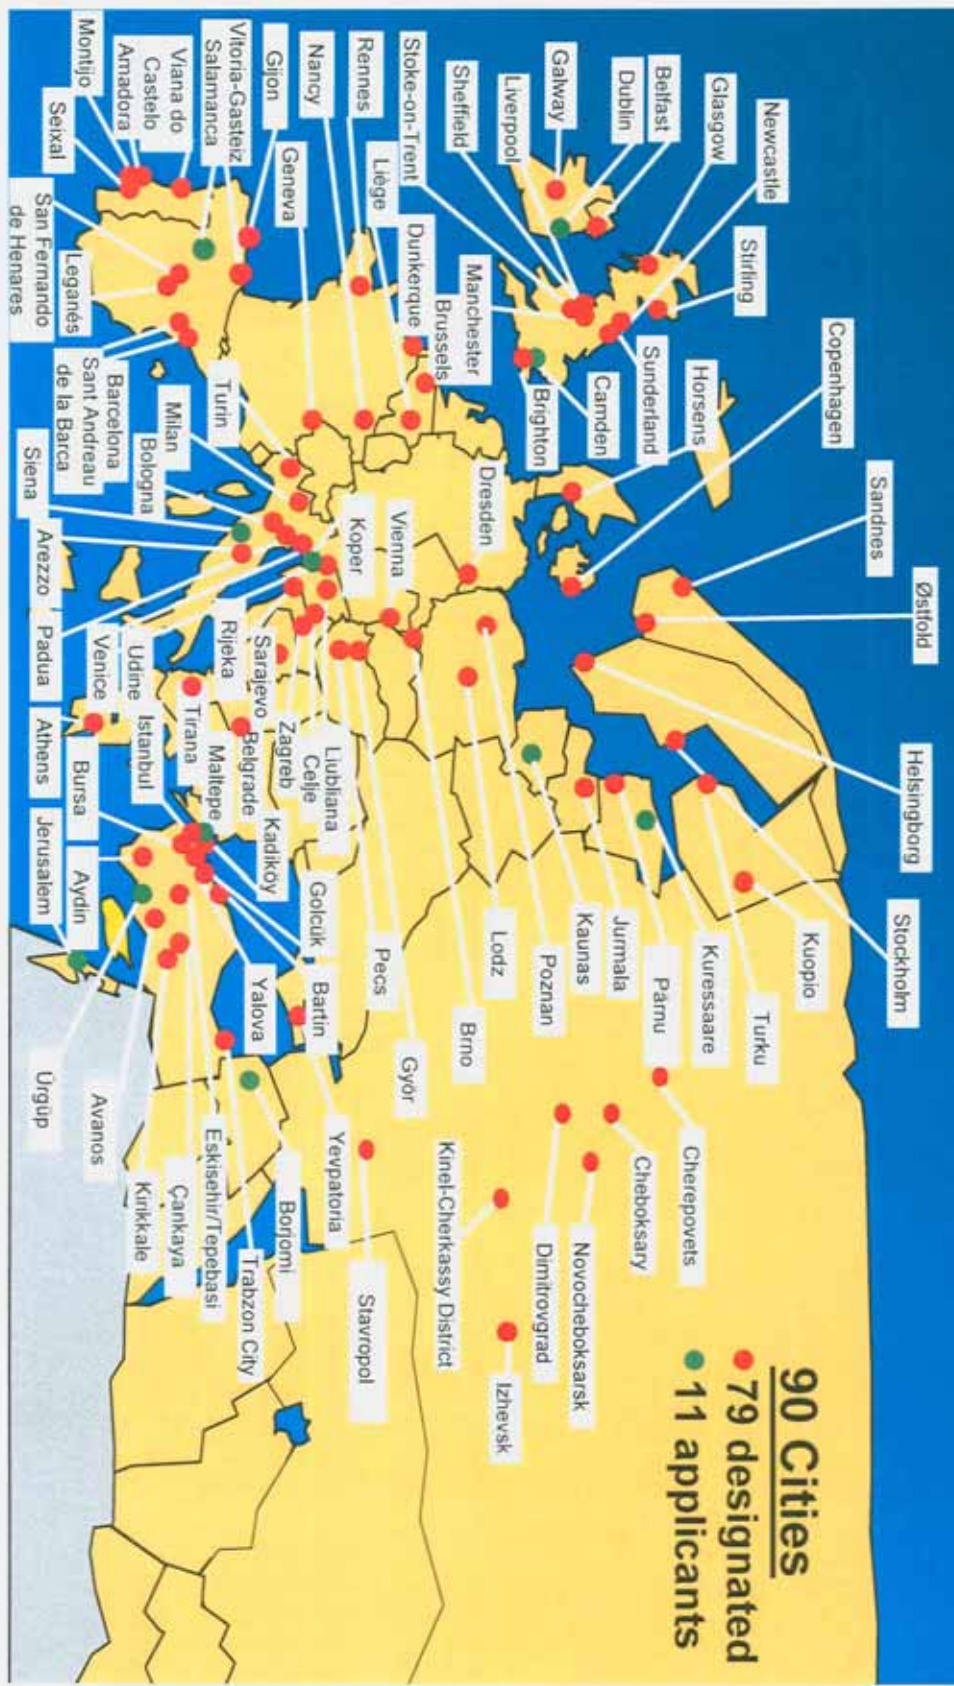 90 Cities
79 designated
11 applicants
Sandnes
Østfold
Helsingborg
Stockholm
Kuopio
Turku
Kuressaare
Pärnu
Jurmala
Kaunas
Poznan
Lodz
Brno
Györ
Pecs
Copenhagen
Horsens
Stirling
Newcastle
Glasgow
Belfast
Dublin
Galway
Liverpool
Sheffield
Stoke-on-Trent
Manchester
Sunderland
Camden
Brighton
Dresden
Vienna
Koper
Rennes
Liège
Dunkerque
Brussels
Nancy
Geneva
Gijon
Vitoria-Gasteiz
Salamanca
Viana do
Castelo
Amadora
Montijo
Seixal
San Fernando
de Henares
Leganés
Barcelona
Sant Andreau
de la Barca
Turin
Milan
Bologna
Siena
Arezzo
Padua
Venice
Udine
Rijeka
Sarajevo
Zagreb
Celje
Liubliana
Belgrade
Tirana
Athens
Istanbul
Maltepe
Kadiköy
Golcük
Bartin
Yalova
Bursa
Aydin
Jerusalem
Ürgüp
Avanos
Kirikkale
Çankaya
Eskisehir/Tepebasi
Trabzon City
Borjomi
Yevpatoria
Stavropol
Kinel-Cherkassy District
Dimitrovgrad
Novocheboksarsk
Cheboksary
Cherepovets
Izhevsk